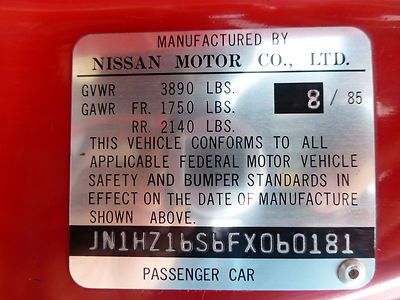 MANUFACTURED BY
NISSAN MOTOR CO., LTD.
GVWR 3890 LBS.
GAWR FR. 1750 LBS. 8 / 85
RR. 2140 LBS.
THIS VEHICLE CONFORMS TO ALL
APPLICABLE FEDERAL MOTOR VEHICLE
SAFETY AND BUMPER STANDARDS IN
EFFECT ON THE DATE OF MANUFACTURE
SHOWN ABOVE.
JN1HZ16S6FX060181
PASSENGER CAR